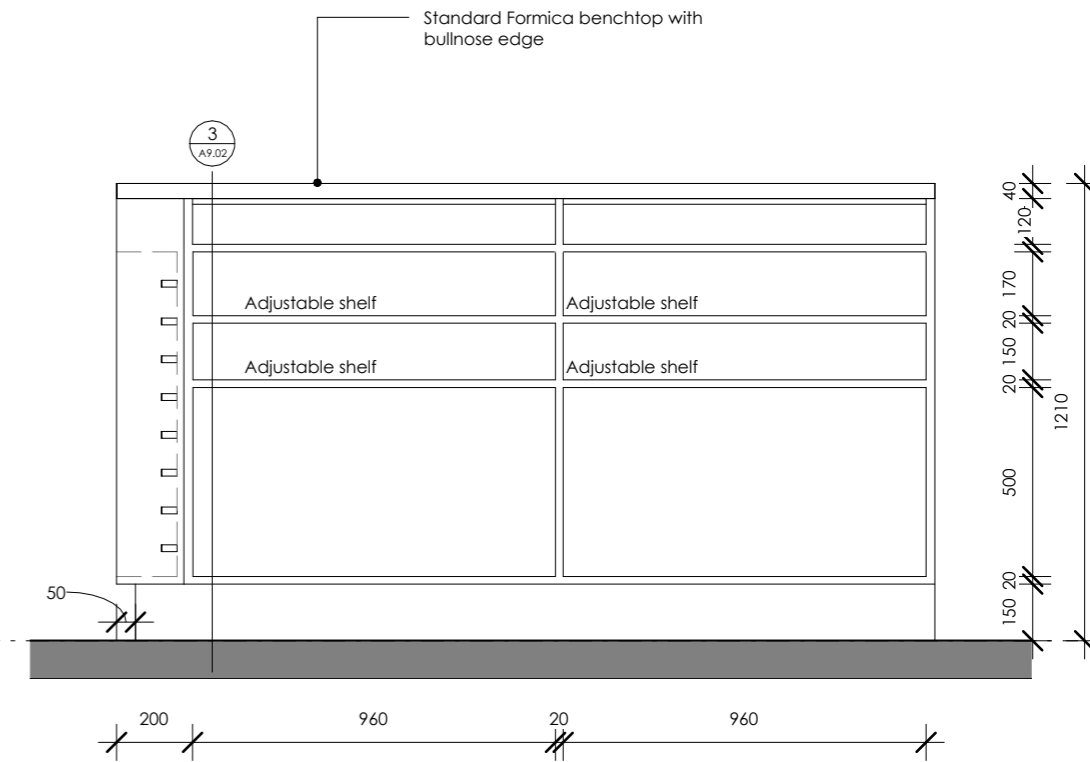 Standard Formica benchtop with
bullnose edge
3
A9.02
40
120
Adjustable shelf
Adjustable shelf
170
20
150
Adjustable shelf
Adjustable shelf
20
1210
500
50
20
150
200
960
20
960